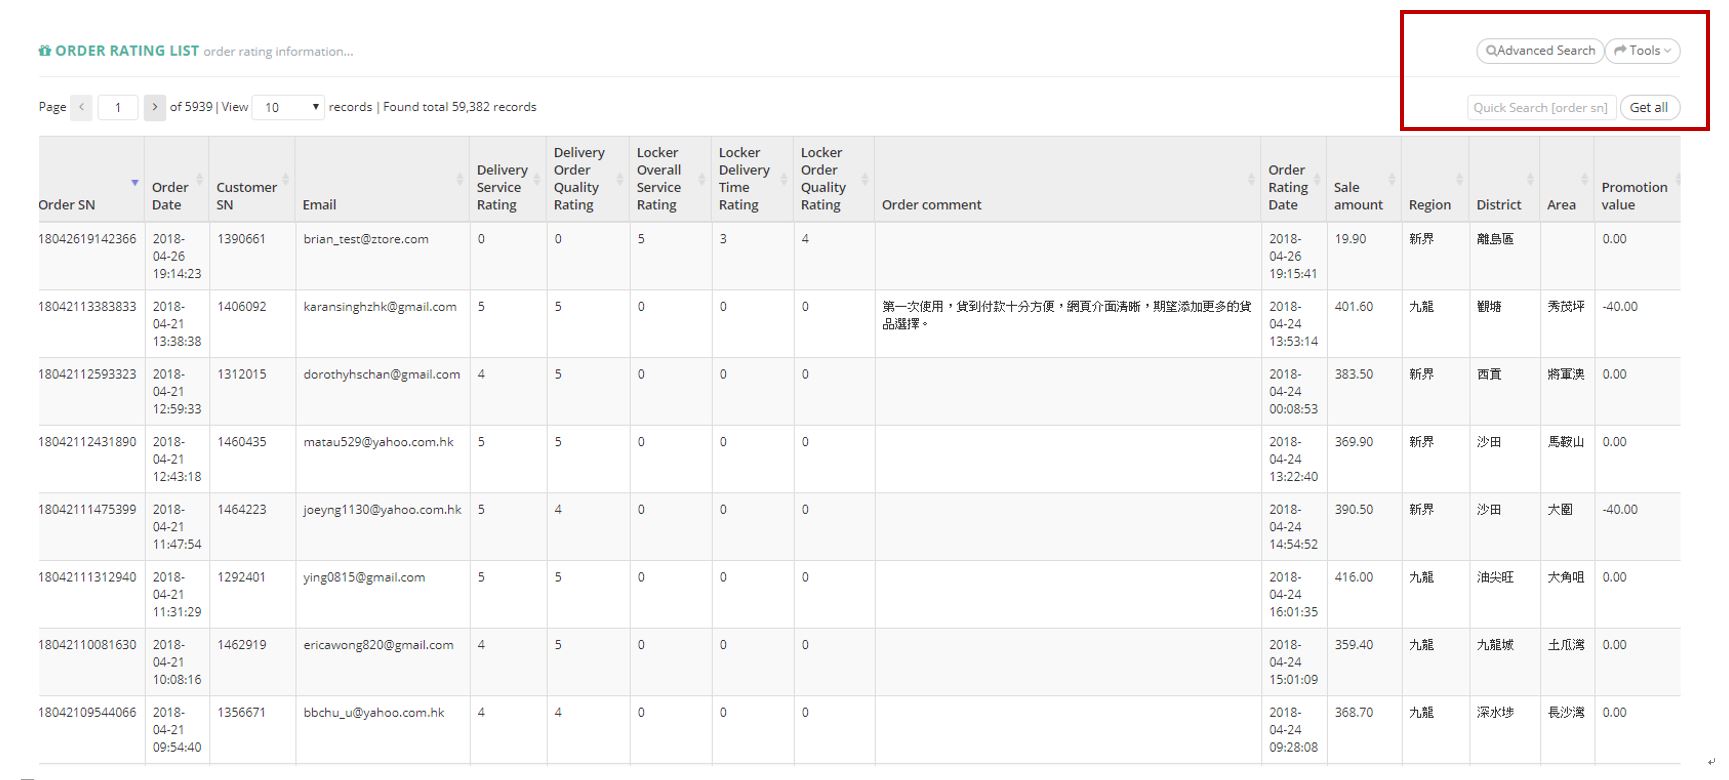 ORDER RATING LIST order rating information...
Advanced Search Tools
Page < 1 > of 5939 | View 10 records | Found total 59,382 records
Quick Search [order sn] Get all
Order SN
Order Date
Customer SN
Email
Delivery Service Rating
Delivery Order Quality Rating
Locker Overall Service Rating
Locker Delivery Time Rating
Locker Order Quality Rating
Order comment
Order Rating Date
Sale amount
Region
District
Area
Promotion value
18042619142366 2018-04-26 19:14:23 1390661 brian_test@ztore.com 0 0 5 3 4 2018-04-26 19:15:41 19.90 新界 離島區 0.00
18042113383833 2018-04-21 13:38:38 1406092 karansinghzhk@gmail.com 5 5 0 0 0 第一次使用，貨到付款十分方便，網頁介面清晰，期望添加更多的貨品選擇。 2018-04-24 13:53:14 401.60 九龍 觀塘 秀茂坪 -40.00
18042112593323 2018-04-21 12:59:33 1312015 dorothyhschan@gmail.com 4 5 0 0 0 2018-04-24 00:08:53 383.50 新界 西貢 將軍澳 0.00
18042112431890 2018-04-21 12:43:18 1460435 matau529@yahoo.com.hk 5 5 0 0 0 2018-04-24 13:22:40 369.90 新界 沙田 馬鞍山 0.00
18042111475399 2018-04-21 11:47:54 1464223 joeyng1130@yahoo.com.hk 5 4 0 0 0 2018-04-24 14:54:52 390.50 新界 沙田 大圍 -40.00
18042111312940 2018-04-21 11:31:29 1292401 ying0815@gmail.com 5 5 0 0 0 2018-04-24 16:01:35 416.00 九龍 油尖旺 大角咀 0.00
18042110081630 2018-04-21 10:08:16 1462919 ericawong820@gmail.com 4 5 0 0 0 2018-04-24 15:01:09 359.40 九龍 九龍城 土瓜灣 0.00
18042109544066 2018-04-21 09:54:40 1356671 bbchu_u@yahoo.com.hk 4 4 0 0 0 2018-04-24 09:28:08 368.70 九龍 深水埗 長沙灣 0.00